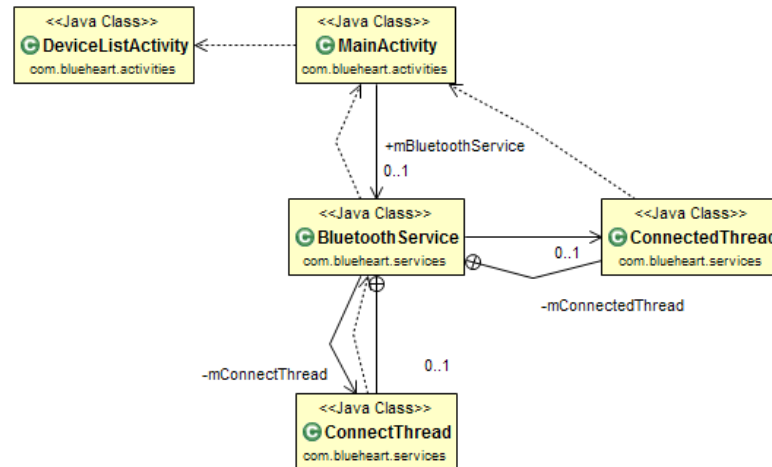 <<Java Class>>
DeviceListActivity
com.blueheart.activities
<<Java Class>>
MainActivity
com.blueheart.activities
+mBluetoothService
0..1
<<Java Class>>
BluetoothService
com.blueheart.services
<<Java Class>>
ConnectedThread
com.blueheart.services
0..1
-mConnectedThread
-mConnectThread
0..1
<<Java Class>>
ConnectThread
com.blueheart.services